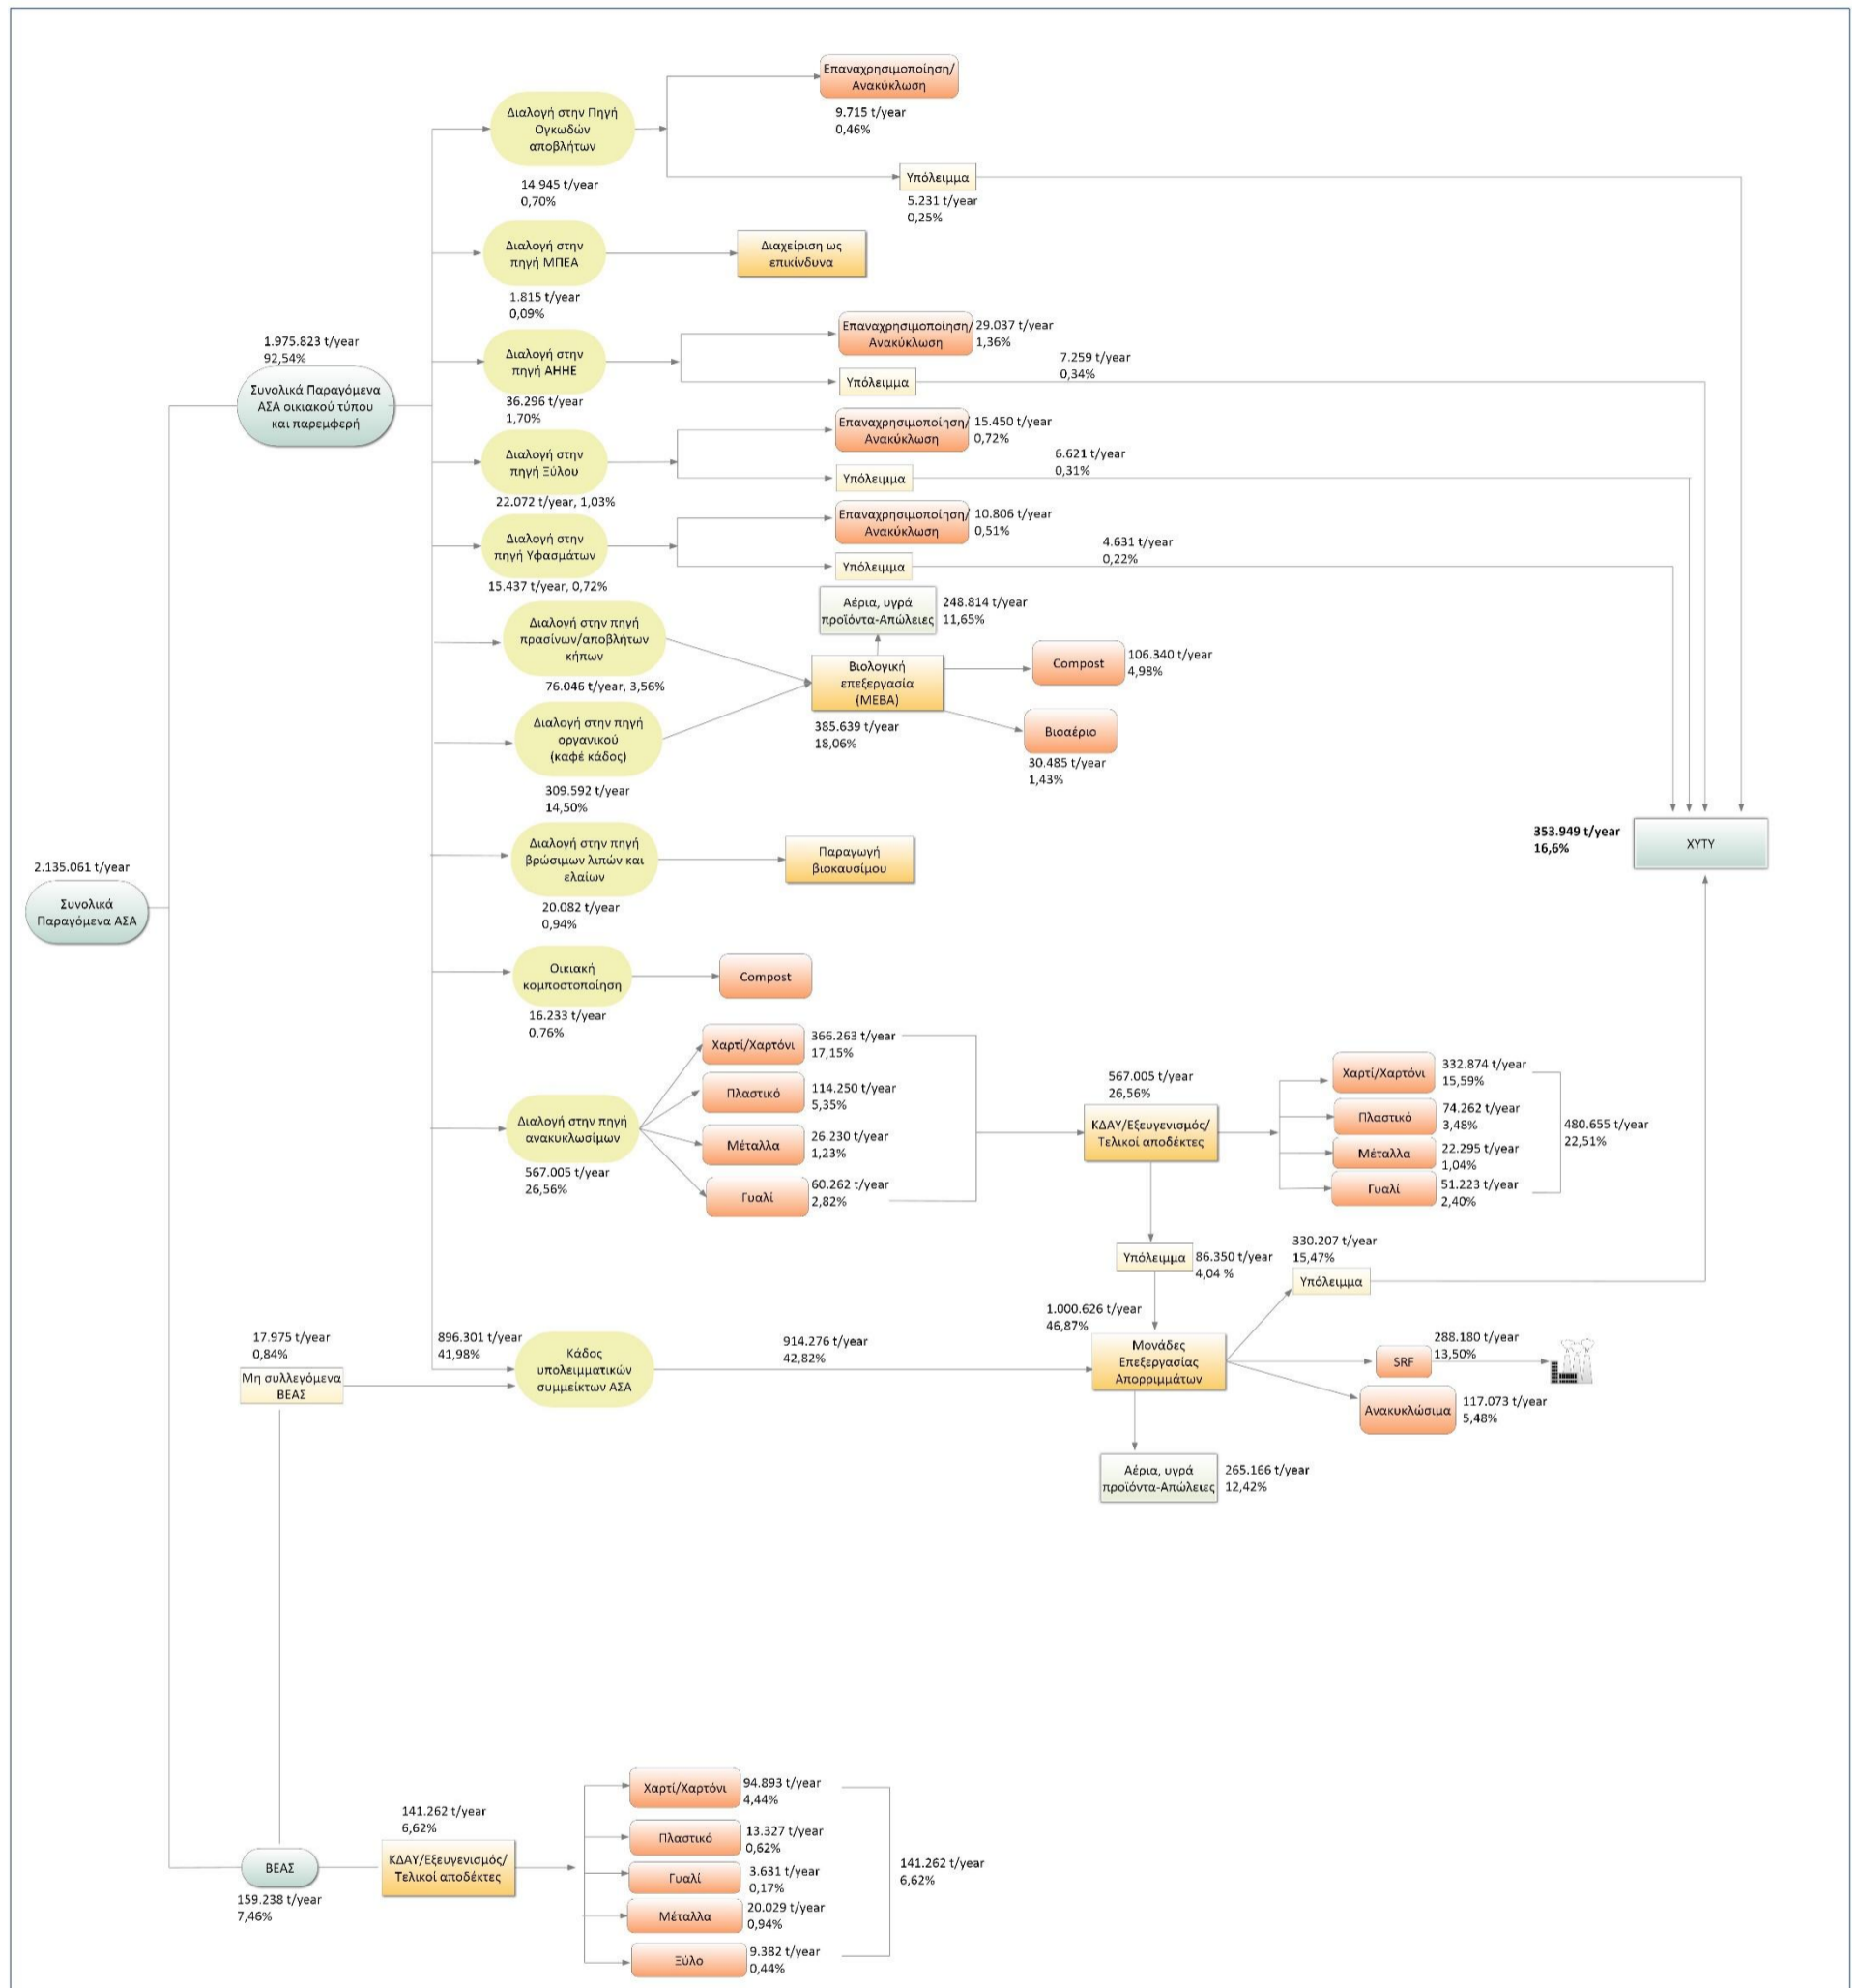 Επαναχρησιμοποίηση/
Ανακύκλωση
9.715 t/year
0,46%
Διαλογή στην Πηγή
Ογκωδών
αποβλήτων
14.945 t/year
0,70%
Υπόλειμμα
5.231 t/year
0,25%
Διαλογή στην
πηγή ΜΠΕΑ
1.815 t/year
0,09%
Διαχείριση ως
επικίνδυνα
1.975.823 t/year
92,54%
Συνολικά Παραγόμενα
ΑΣΑ οικιακού τύπου
και παρεμφερή
Διαλογή στην
πηγή ΑΗΗΕ
36.296 t/year
1,70%
Επαναχρησιμοποίηση/
Ανακύκλωση
29.037 t/year
1,36%
Υπόλειμμα
7.259 t/year
0,34%
Διαλογή στην
πηγή Ξύλου
22.072 t/year, 1,03%
Επαναχρησιμοποίηση/
Ανακύκλωση
15.450 t/year
0,72%
Υπόλειμμα
6.621 t/year
0,31%
Διαλογή στην
πηγή Υφασμάτων
15.437 t/year, 0,72%
Επαναχρησιμοποίηση/
Ανακύκλωση
10.806 t/year
0,51%
Υπόλειμμα
4.631 t/year
0,22%
Αέρια, υγρά
προϊόντα-Απώλειες
248.814 t/year
11,65%
Διαλογή στην πηγή
πρασίνων/αποβλήτων
κήπων
76.046 t/year, 3,56%
Βιολογική
επεξεργασία
(ΜΕΒΑ)
385.639 t/year
18,06%
Compost
106.340 t/year
4,98%
Βιοαέριο
30.485 t/year
1,43%
Διαλογή στην πηγή
οργανικού
(καφέ κάδος)
309.592 t/year
14,50%
353.949 t/year
16,6%
ΧΥΤΥ
Διαλογή στην πηγή
βρώσιμων λιπών και
ελαίων
20.082 t/year
0,94%
Παραγωγή
βιοκαυσίμου
2.135.061 t/year
Συνολικά
Παραγόμενα ΑΣΑ
Οικιακή
κομποστοποίηση
16.233 t/year
0,76%
Compost
Διαλογή στην πηγή
ανακυκλωσίμων
567.005 t/year
26,56%
Χαρτί/Χαρτόνι
366.263 t/year
17,15%
Πλαστικό
114.250 t/year
5,35%
Μέταλλα
26.230 t/year
1,23%
Γυαλί
60.262 t/year
2,82%
567.005 t/year
26,56%
ΚΔΑΥ/Εξευγενισμός/
Τελικοί αποδέκτες
Χαρτί/Χαρτόνι
332.874 t/year
15,59%
Πλαστικό
74.262 t/year
3,48%
Μέταλλα
22.295 t/year
1,04%
Γυαλί
51.223 t/year
2,40%
480.655 t/year
22,51%
Υπόλειμμα
86.350 t/year
4,04 %
330.207 t/year
15,47%
Υπόλειμμα
17.975 t/year
0,84%
Μη συλλεγόμενα
ΒΕΑΣ
896.301 t/year
41,98%
Κάδος
υπολειμματικών
συμμείκτων ΑΣΑ
914.276 t/year
42,82%
1.000.626 t/year
46,87%
Μονάδες
Επεξεργασίας
Απορριμμάτων
SRF
288.180 t/year
13,50%
Ανακυκλώσιμα
117.073 t/year
5,48%
Αέρια, υγρά
προϊόντα-Απώλειες
265.166 t/year
12,42%
ΒΕΑΣ
159.238 t/year
7,46%
141.262 t/year
6,62%
ΚΔΑΥ/Εξευγενισμός/
Τελικοί αποδέκτες
Χαρτί/Χαρτόνι
94.893 t/year
4,44%
Πλαστικό
13.327 t/year
0,62%
Γυαλί
3.631 t/year
0,17%
Μέταλλα
20.029 t/year
0,94%
Ξύλο
9.382 t/year
0,44%
141.262 t/year
6,62%